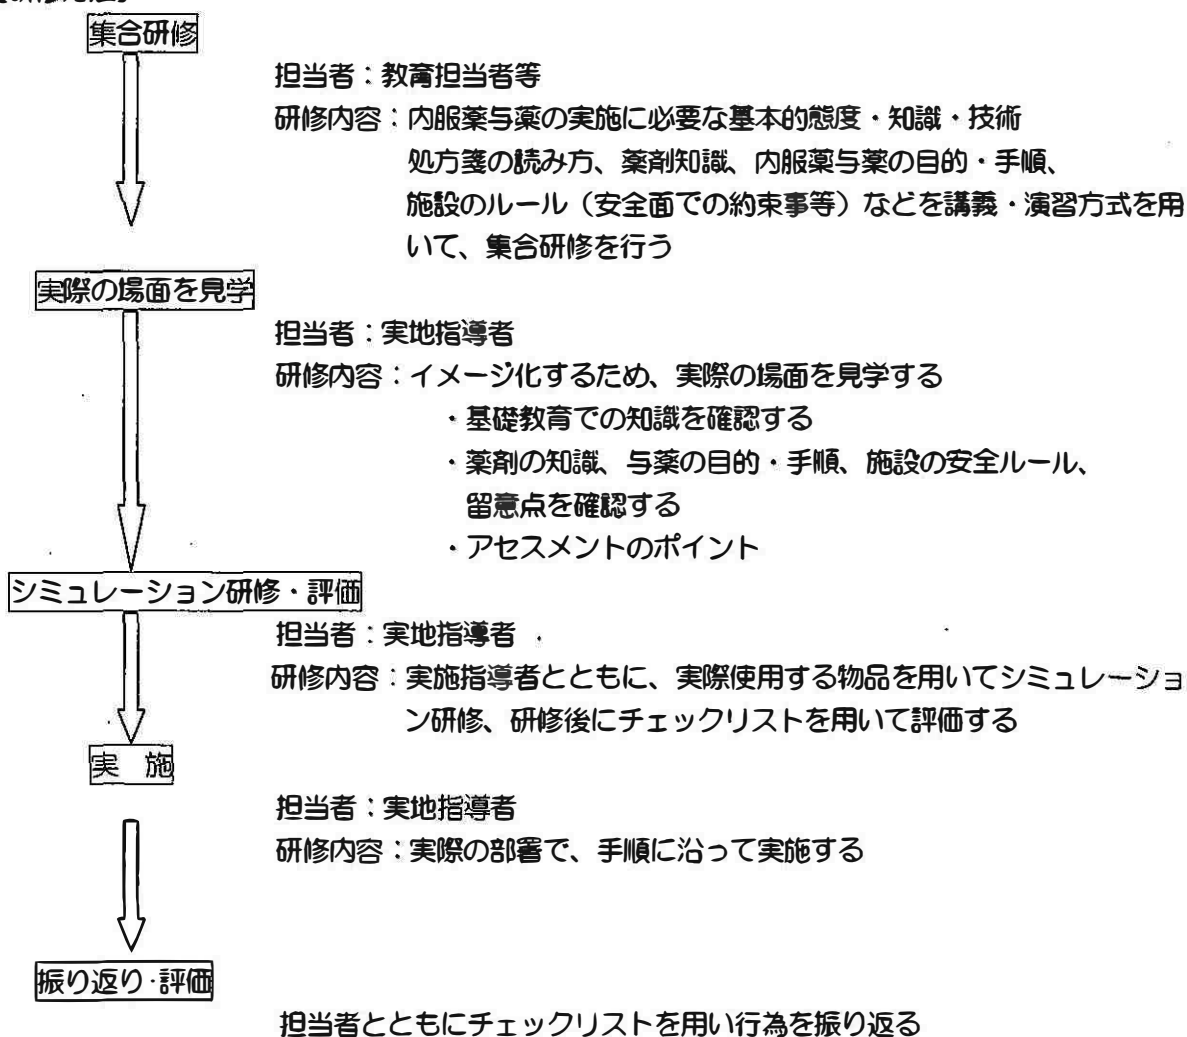 集合研修
担当者：教育担当者等
研修内容：内服薬与薬の実施に必要な基本的態度・知識・技術
処方箋の読み方、薬剤知識、内服薬与薬の目的・手順、
施設のルール（安全面での約束事等）などを講義・演習方式を用
いて、集合研修を行う
実際の場面を見学
担当者：実地指導者
研修内容：イメージ化するため、実際の場面を見学する
・基礎教育での知識を確認する
・薬剤の知識、与薬の目的・手順、施設の安全ルール、
留意点を確認する
・アセスメントのポイント
シミュレーション研修・評価
担当者：実地指導者
研修内容：実施指導者とともに、実際使用する物品を用いてシミュレーショ
ン研修、研修後にチェックリストを用いて評価する
実　施
担当者：実地指導者
研修内容：実際の部署で、手順に沿って実施する
振り返り・評価
担当者とともにチェックリストを用い行為を振り返る